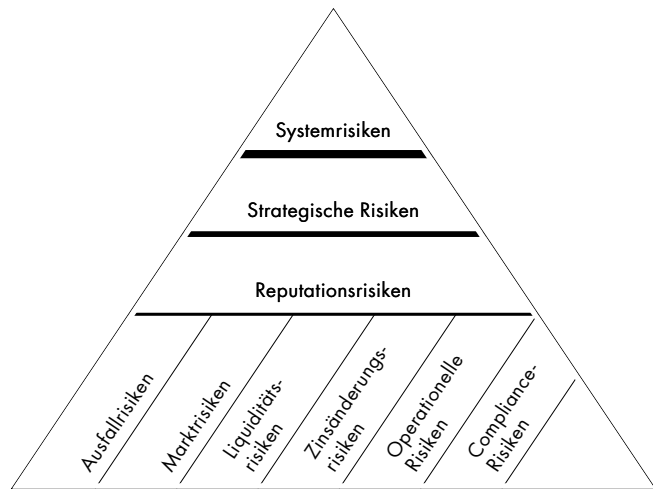 Systemrisiken
Strategische Risiken
Reputationsrisiken
Ausfallrisiken
Marktrisiken
Liquiditäts-
risiken
Zinsänderungs-
risiken
Operationelle
Risiken
Compliance-
Risiken